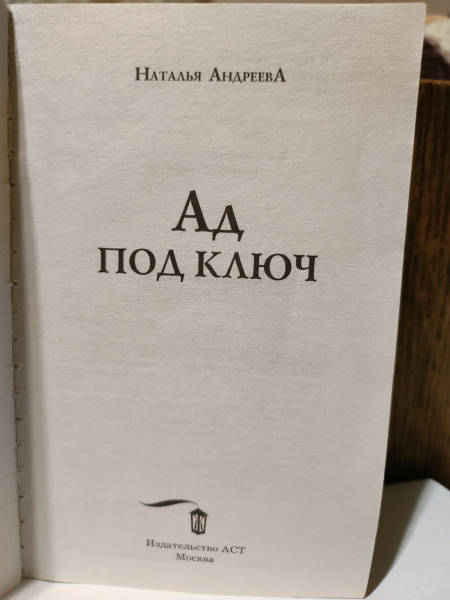 Наталья АндреевА
Ад
под ключ
Ж
Издательство АСТ
Москва